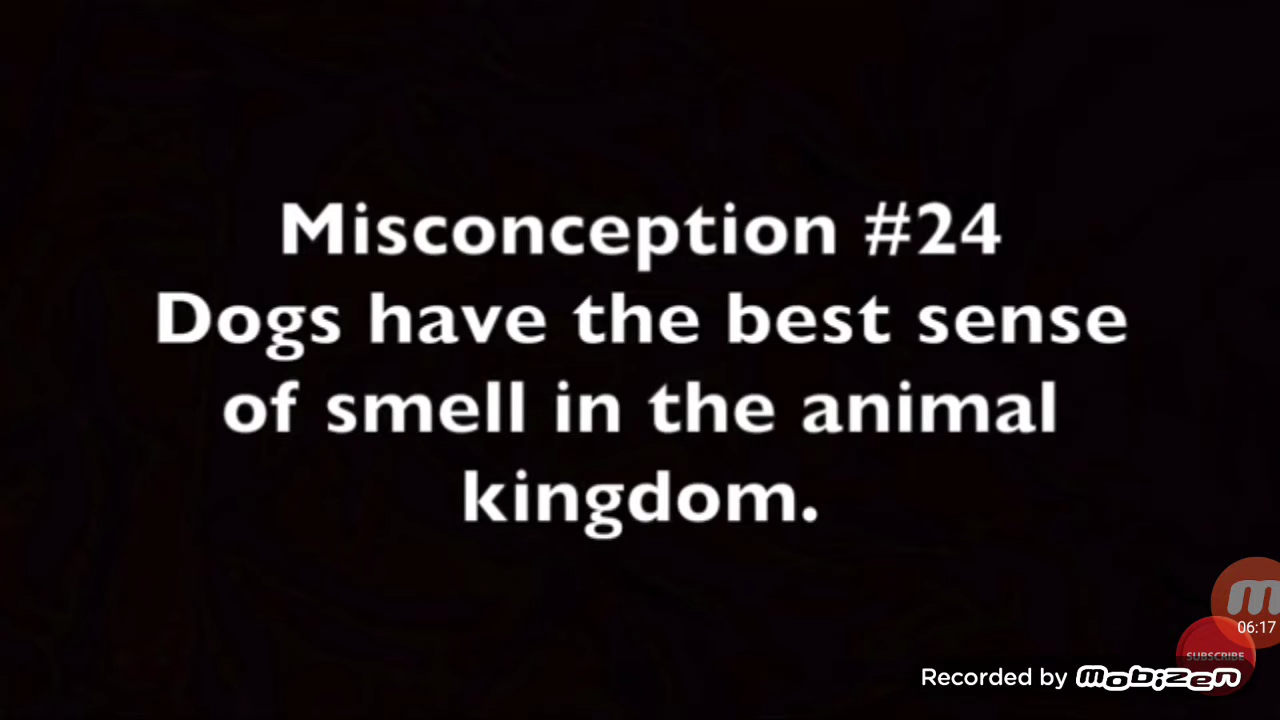 Misconception #24
Dogs have the best sense
of smell in the animal
kingdom.
06:17
SUBSCRIBE
Recorded by mobizen